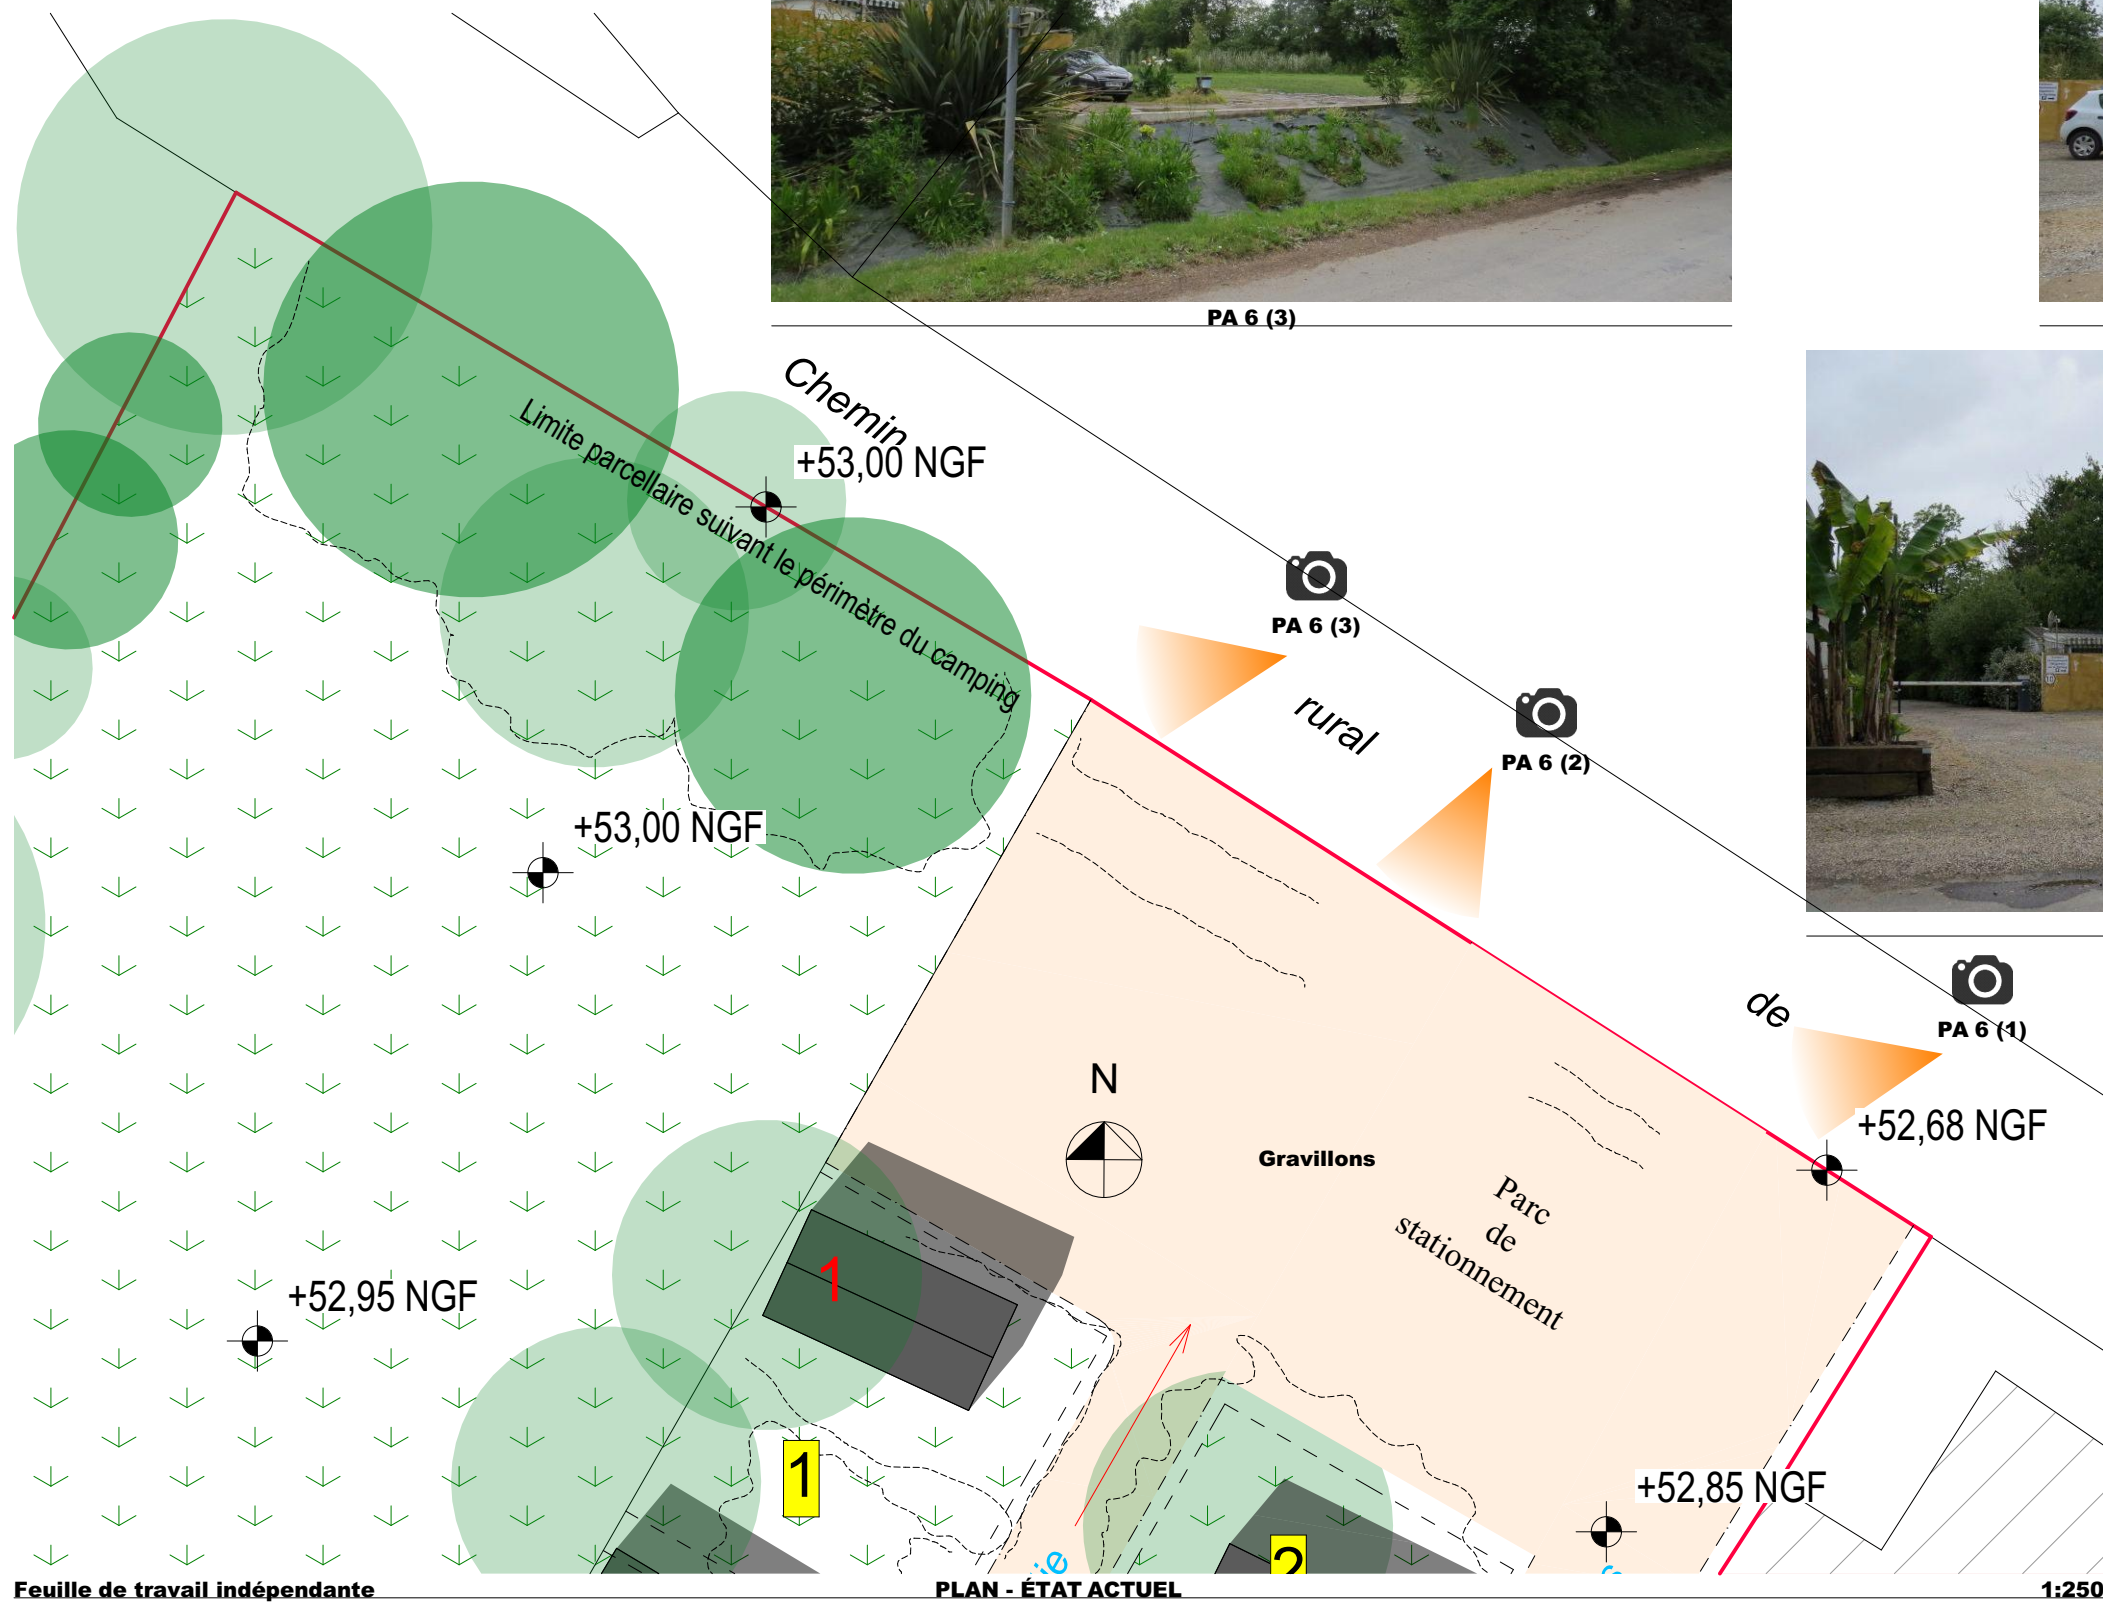 PA 6 (3)
Chemin
+53,00 NGF
Limite parcellaire suivant le périmètre du camping
PA 6 (3)
rural
PA 6 (2)
+53,00 NGF
de
PA 6 (1)
N
+52,68 NGF
Gravillons
Parc
de
stationnement
1
+52,95 NGF
1
+52,85 NGF
2
Feuille de travail indépendante
PLAN - ÉTAT ACTUEL
1:250